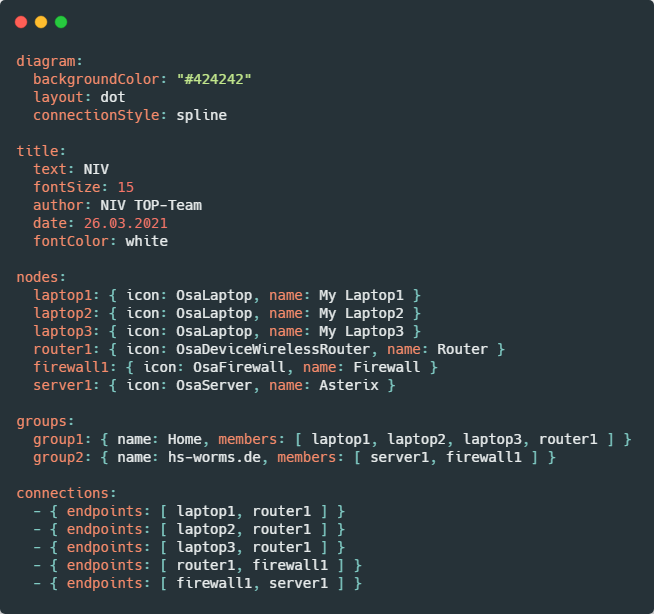 diagram:
  backgroundColor: "#424242"
  layout: dot
  connectionStyle: spline

title:
  text: NIV
  fontSize: 15
  author: NIV TOP-Team
  date: 26.03.2021
  fontColor: white

nodes:
  laptop1: { icon: OsaLaptop, name: My Laptop1 }
  laptop2: { icon: OsaLaptop, name: My Laptop2 }
  laptop3: { icon: OsaLaptop, name: My Laptop3 }
  router1: { icon: OsaDeviceWirelessRouter, name: Router }
  firewall1: { icon: OsaFirewall, name: Firewall }
  server1: { icon: OsaServer, name: Asterix }

groups:
  group1: { name: Home, members: [ laptop1, laptop2, laptop3, router1 ] }
  group2: { name: hs-worms.de, members: [ server1, firewall1 ] }

connections:
  - { endpoints: [ laptop1, router1 ] }
  - { endpoints: [ laptop2, router1 ] }
  - { endpoints: [ laptop3, router1 ] }
  - { endpoints: [ router1, firewall1 ] }
  - { endpoints: [ firewall1, server1 ] }